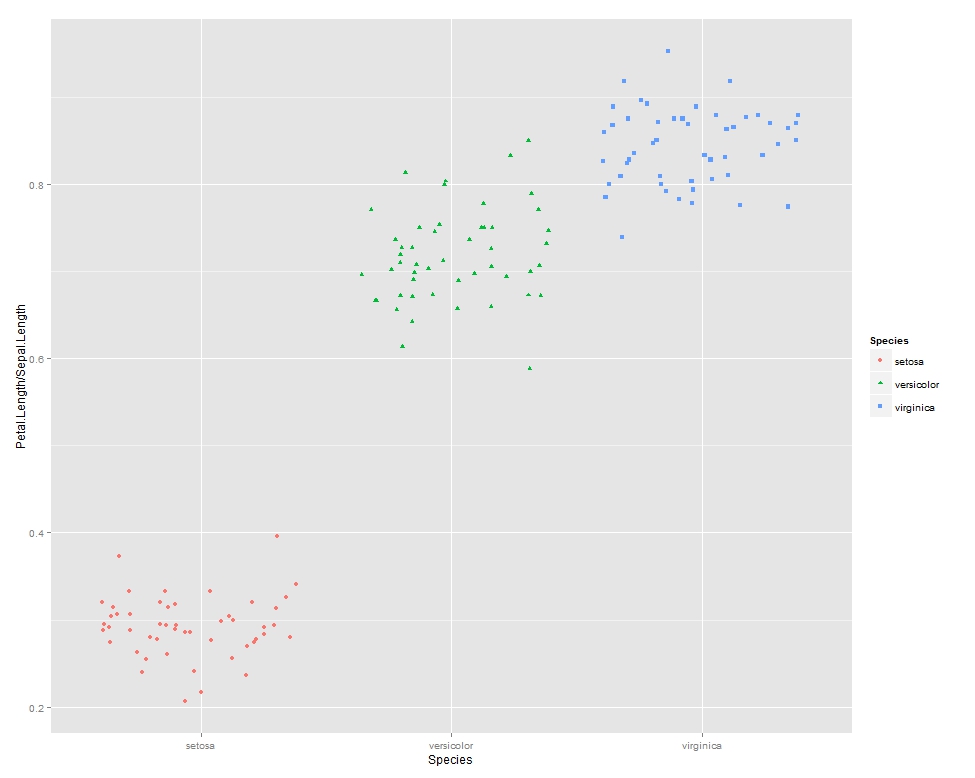 Petal.Length/Sepal.Length
0.8
0.6
0.4
0.2
setosa
versicolor
virginica
Species
Species
setosa
versicolor
virginica